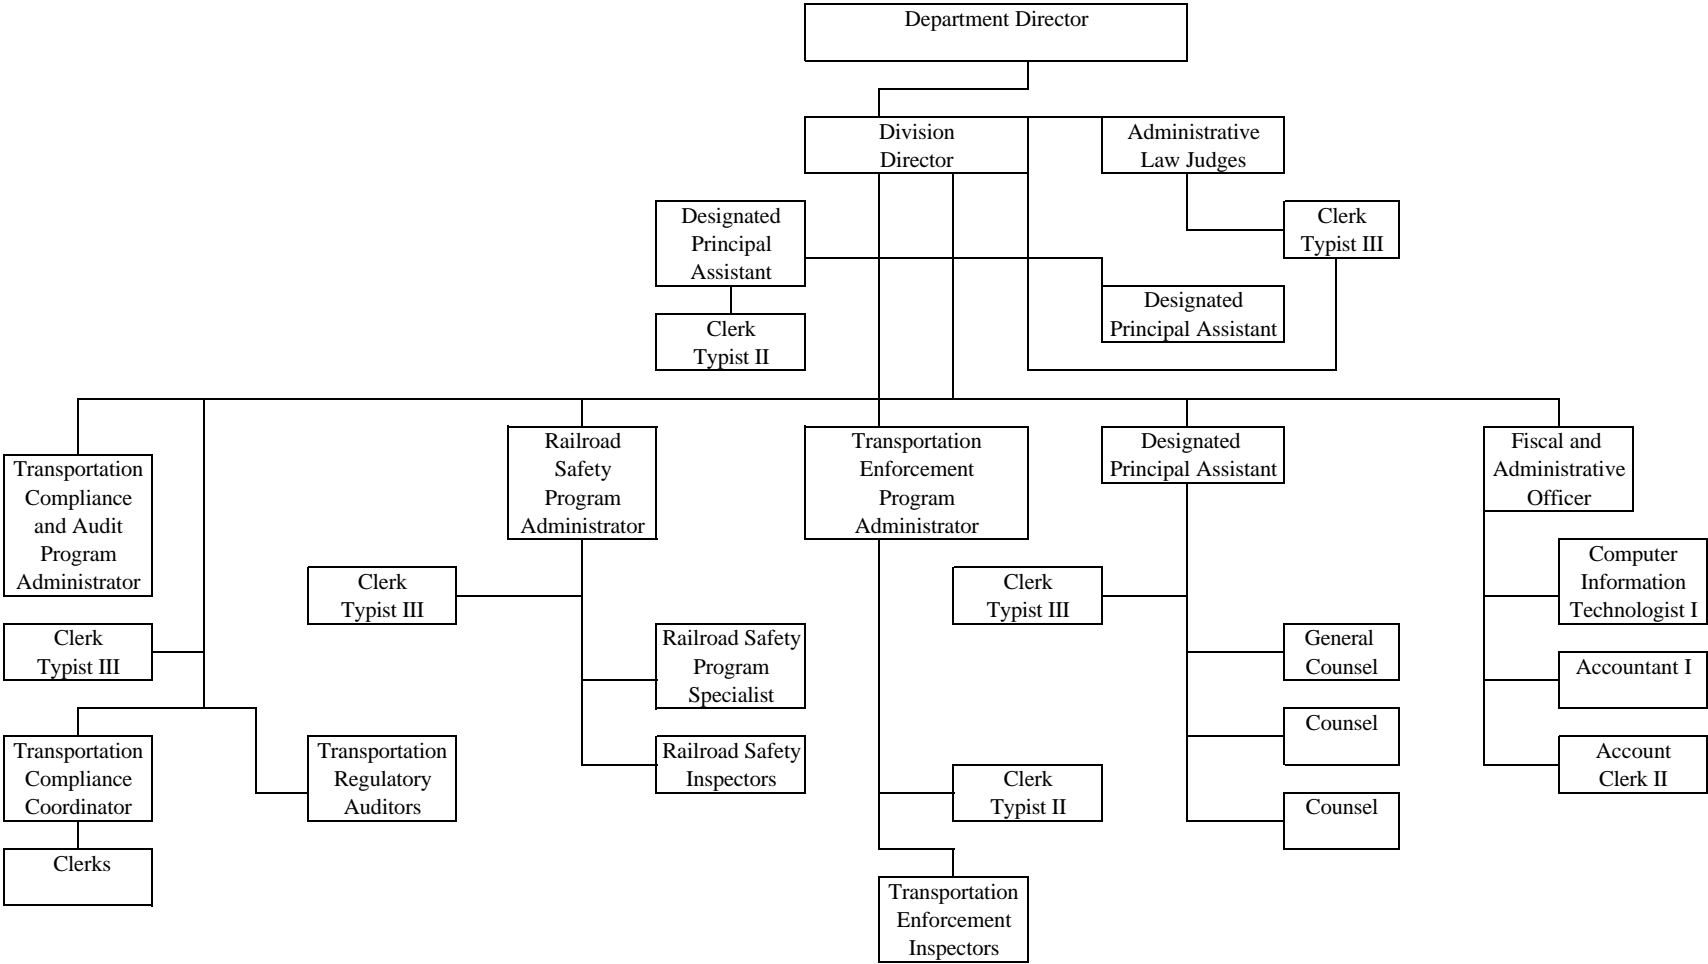 Department Director
Division
Director
Administrative
Law Judges
Designated
Principal
Assistant
Clerk
Typist III
Designated
Principal Assistant
Clerk
Typist II
Transportation
Compliance
and Audit
Program
Administrator
Railroad
Safety
Program
Administrator
Transportation
Enforcement
Program
Administrator
Designated
Principal Assistant
Fiscal and
Administrative
Officer
Clerk
Typist III
Clerk
Typist III
Computer
Information
Technologist I
Clerk
Typist III
Railroad Safety
Program
Specialist
General
Counsel
Accountant I
Transportation
Compliance
Coordinator
Transportation
Regulatory
Auditors
Railroad Safety
Inspectors
Clerk
Typist II
Counsel
Account
Clerk II
Counsel
Clerks
Transportation
Enforcement
Inspectors